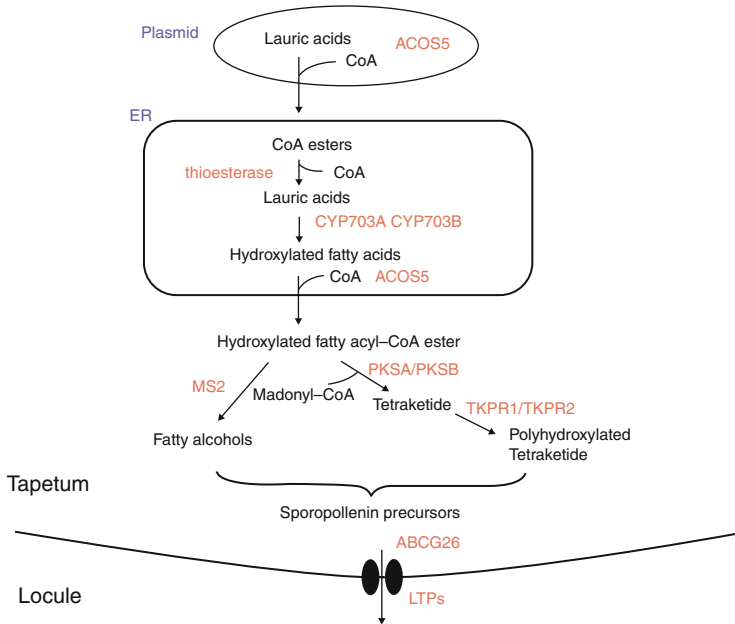 Plasmid
Lauric acids
ACOS5
CoA
ER
CoA esters
thioesterase
CoA
Lauric acids
CYP703A CYP703B
Hydroxylated fatty acids
CoA
ACOS5
Hydroxylated fatty acyl–CoA ester
MS2
PKSA/PKSB
Madonyl–CoA
Tetraketide
TKPR1/TKPR2
Fatty alcohols
Polyhydroxylated
Tetraketide
Tapetum
Sporopollenin precursors
ABCG26
Locule
LTPs